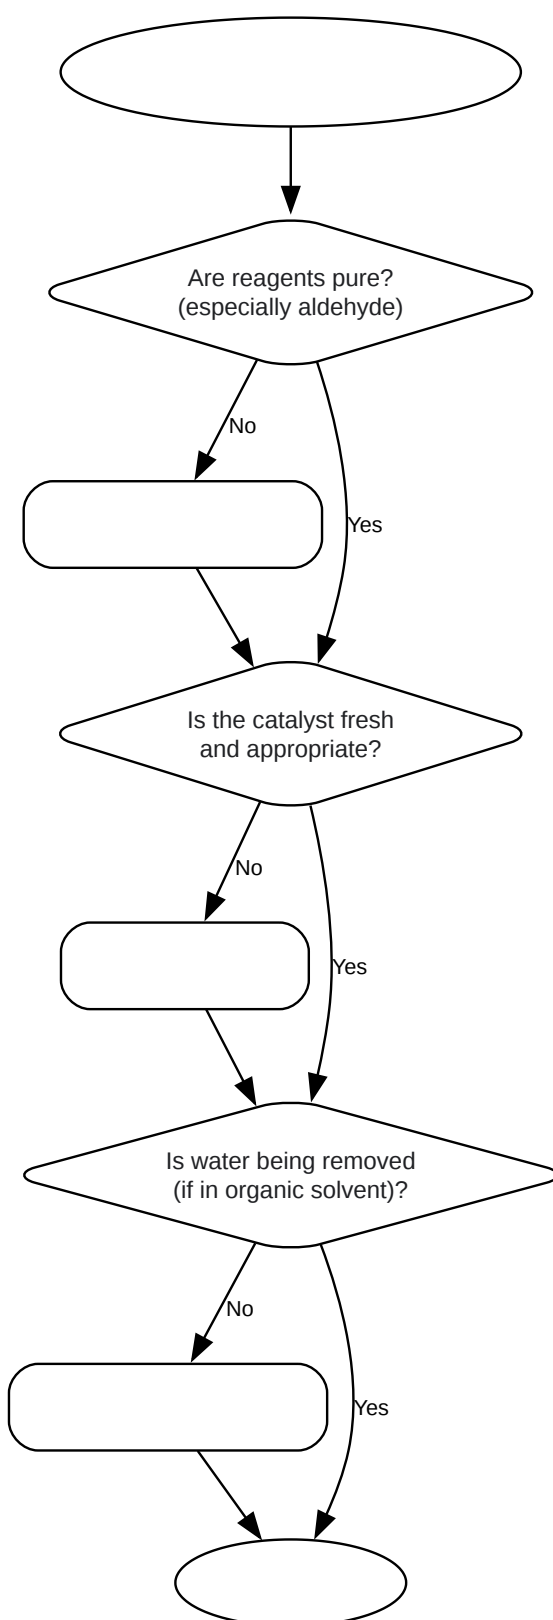 Are reagents pure?
(especially aldehyde)
No
Yes
Is the catalyst fresh
and appropriate?
No
Yes
Is water being removed
(if in organic solvent)?
No
Yes